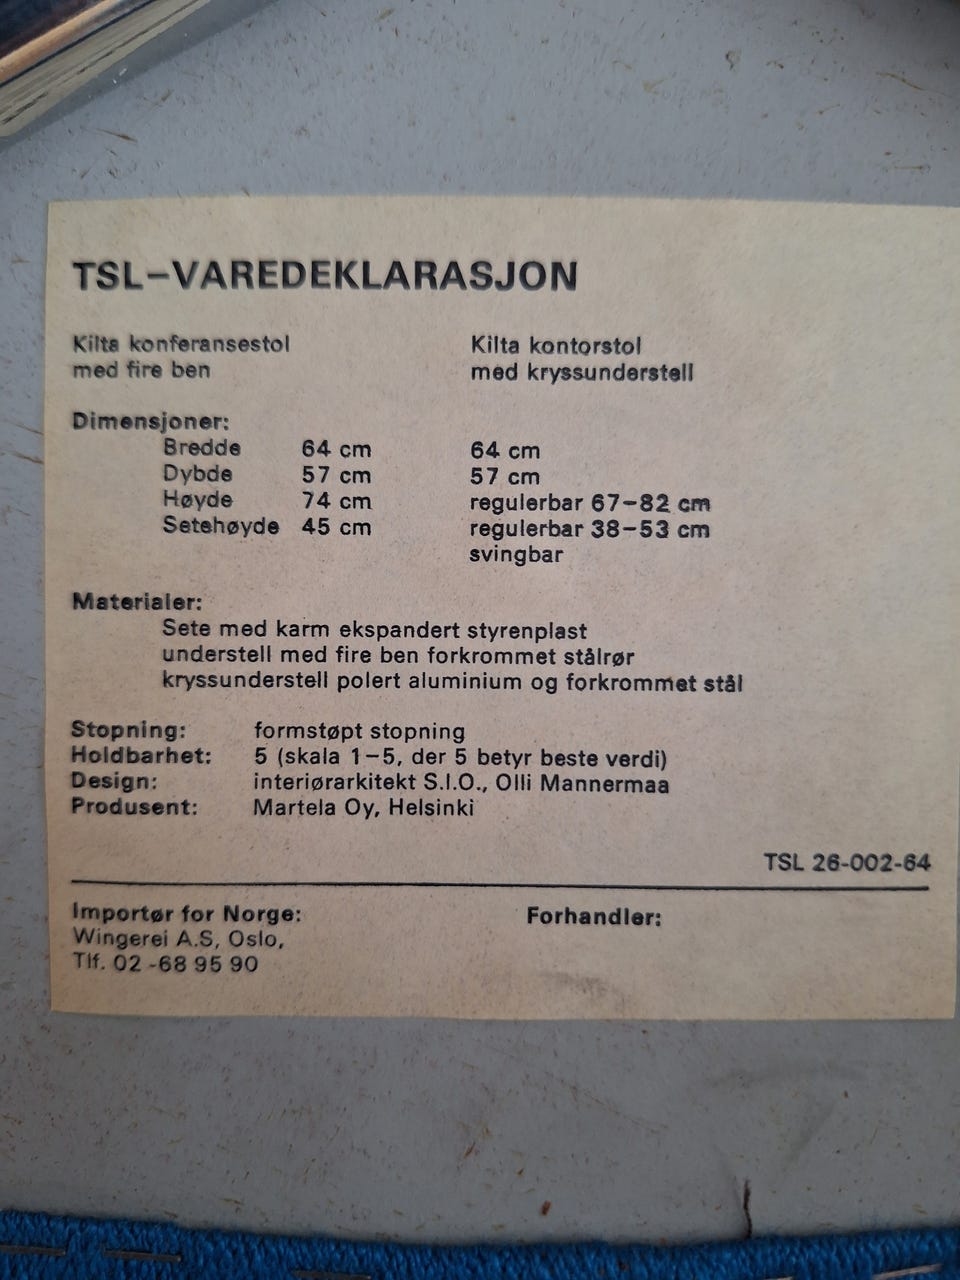 TSL–VAREDEKLARASJON
Kilta konferansestol Kilta kontorstol
med fire ben med kryssunderstell
Dimensjoner:
Bredde 64 cm 64 cm
Dybde 57 cm 57 cm
Høyde 74 cm regulerbar 67–82 cm
Setehøyde 45 cm regulerbar 38–53 cm
svingbar
Materialer:
Sete med karm ekspandert styrenplast
understell med fire ben forkrommet stålrør
kryssunderstell polert aluminium og forkrommet stål
Stopning: formstøpt stopning
Holdbarhet: 5 (skala 1–5, der 5 betyr beste verdi)
Design: interiørarkitekt S.I.O., Olli Mannermaa
Produsent: Martela Oy, Helsinki
TSL 26-002-64
Importør for Norge: Forhandler:
Wingerei A.S, Oslo,
Tlf. 02 -68 95 90